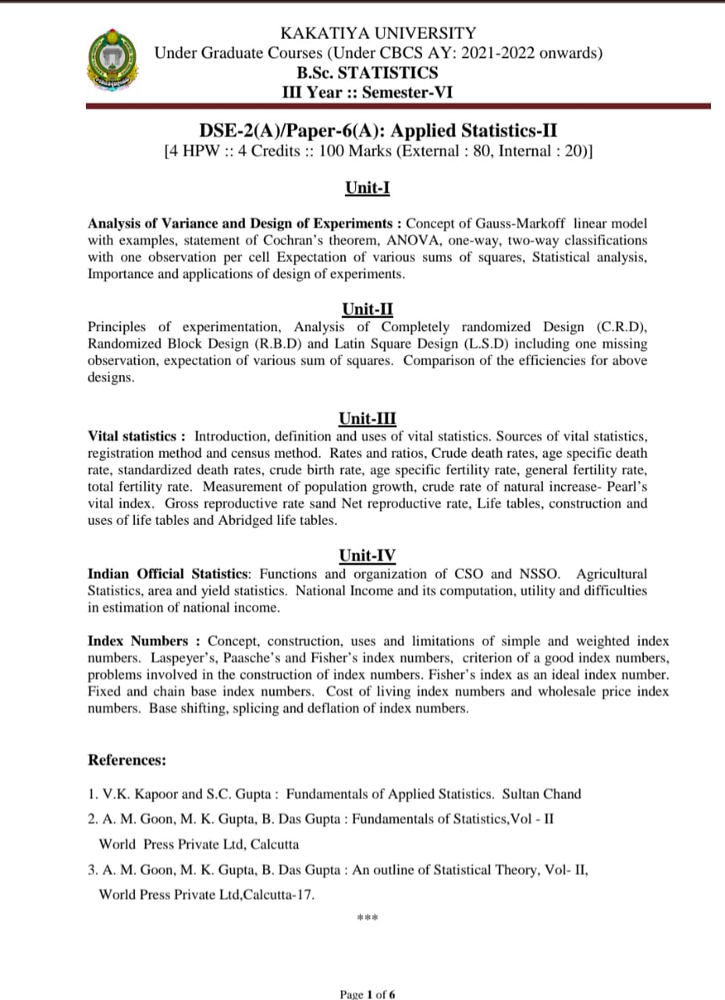 KAKATIYA UNIVERSITY
Under Graduate Courses (Under CBCS AY: 2021-2022 onwards)
B.Sc. STATISTICS
III Year :: Semester-VI
DSE-2(A)/Paper-6(A): Applied Statistics-II
[4 HPW :: 4 Credits :: 100 Marks (External : 80, Internal : 20)]
Unit-I
Analysis of Variance and Design of Experiments : Concept of Gauss-Markoff linear model
with examples, statement of Cochran's theorem, ANOVA, one-way, two-way classifications
with one observation per cell Expectation of various sums of squares, Statistical analysis,
Importance and applications of design of experiments.
Unit-II
Principles of experimentation, Analysis of Completely randomized Design (C.R.D),
Randomized Block Design (R.B.D) and Latin Square Design (L.S.D) including one missing
observation, expectation of various sum of squares. Comparison of the efficiencies for above
designs.
Unit-III
Vital statistics : Introduction, definition and uses of vital statistics. Sources of vital statistics,
registration method and census method. Rates and ratios, Crude death rates, age specific death
rate, standardized death rates, crude birth rate, age specific fertility rate, general fertility rate,
total fertility rate. Measurement of population growth, crude rate of natural increase- Pearl's
vital index. Gross reproductive rate sand Net reproductive rate, Life tables, construction and
uses of life tables and Abridged life tables.
Unit-IV
Indian Official Statistics: Functions and organization of CSO and NSSO. Agricultural
Statistics, area and yield statistics. National Income and its computation, utility and difficulties
in estimation of national income.
Index Numbers : Concept, construction, uses and limitations of simple and weighted index
numbers. Laspeyer's, Paasche's and Fisher's index numbers, criterion of a good index numbers,
problems involved in the construction of index numbers. Fisher's index as an ideal index number.
Fixed and chain base index numbers. Cost of living index numbers and wholesale price index
numbers. Base shifting, splicing and deflation of index numbers.
References:
1. V.K. Kapoor and S.C. Gupta : Fundamentals of Applied Statistics. Sultan Chand
2. A. M. Goon, M. K. Gupta, B. Das Gupta : Fundamentals of Statistics,Vol - II
World Press Private Ltd, Calcutta
3. A. M. Goon, M. K. Gupta, B. Das Gupta : An outline of Statistical Theory, Vol- II,
World Press Private Ltd,Calcutta-17.
***
Page 1 of 6